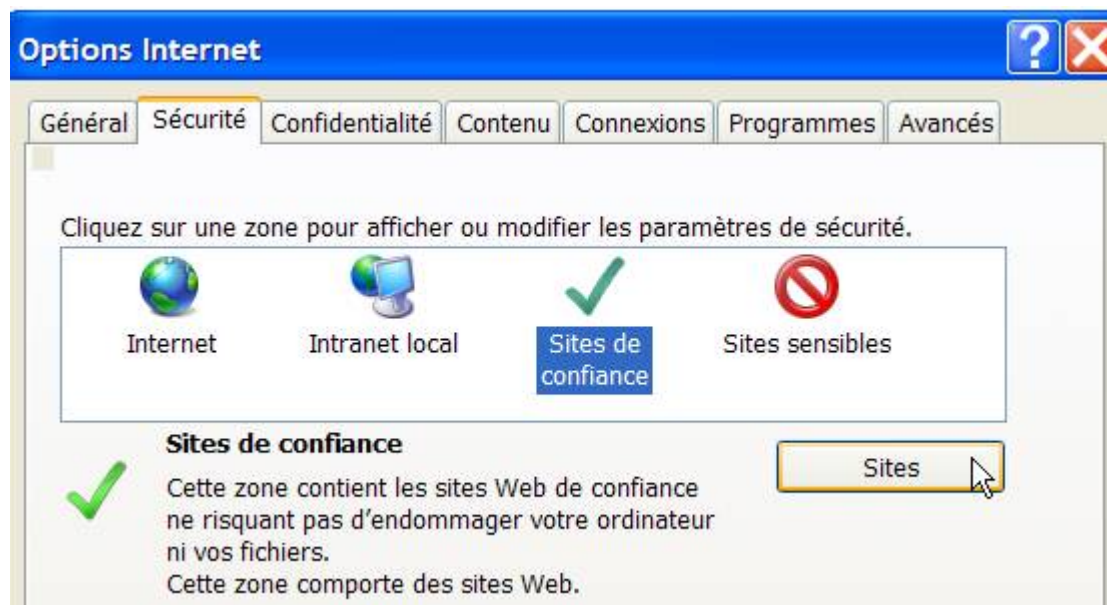 Options Internet
?
Général Sécurité Confidentialité Contenu Connexions Programmes Avancés
Cliquez sur une zone pour afficher ou modifier les paramètres de sécurité.
Internet Intranet local Sites de confiance Sites sensibles
Sites de confiance
Sites
Cette zone contient les sites Web de confiance
ne risquant pas d’endommager votre ordinateur
ni vos fichiers.
Cette zone comporte des sites Web.